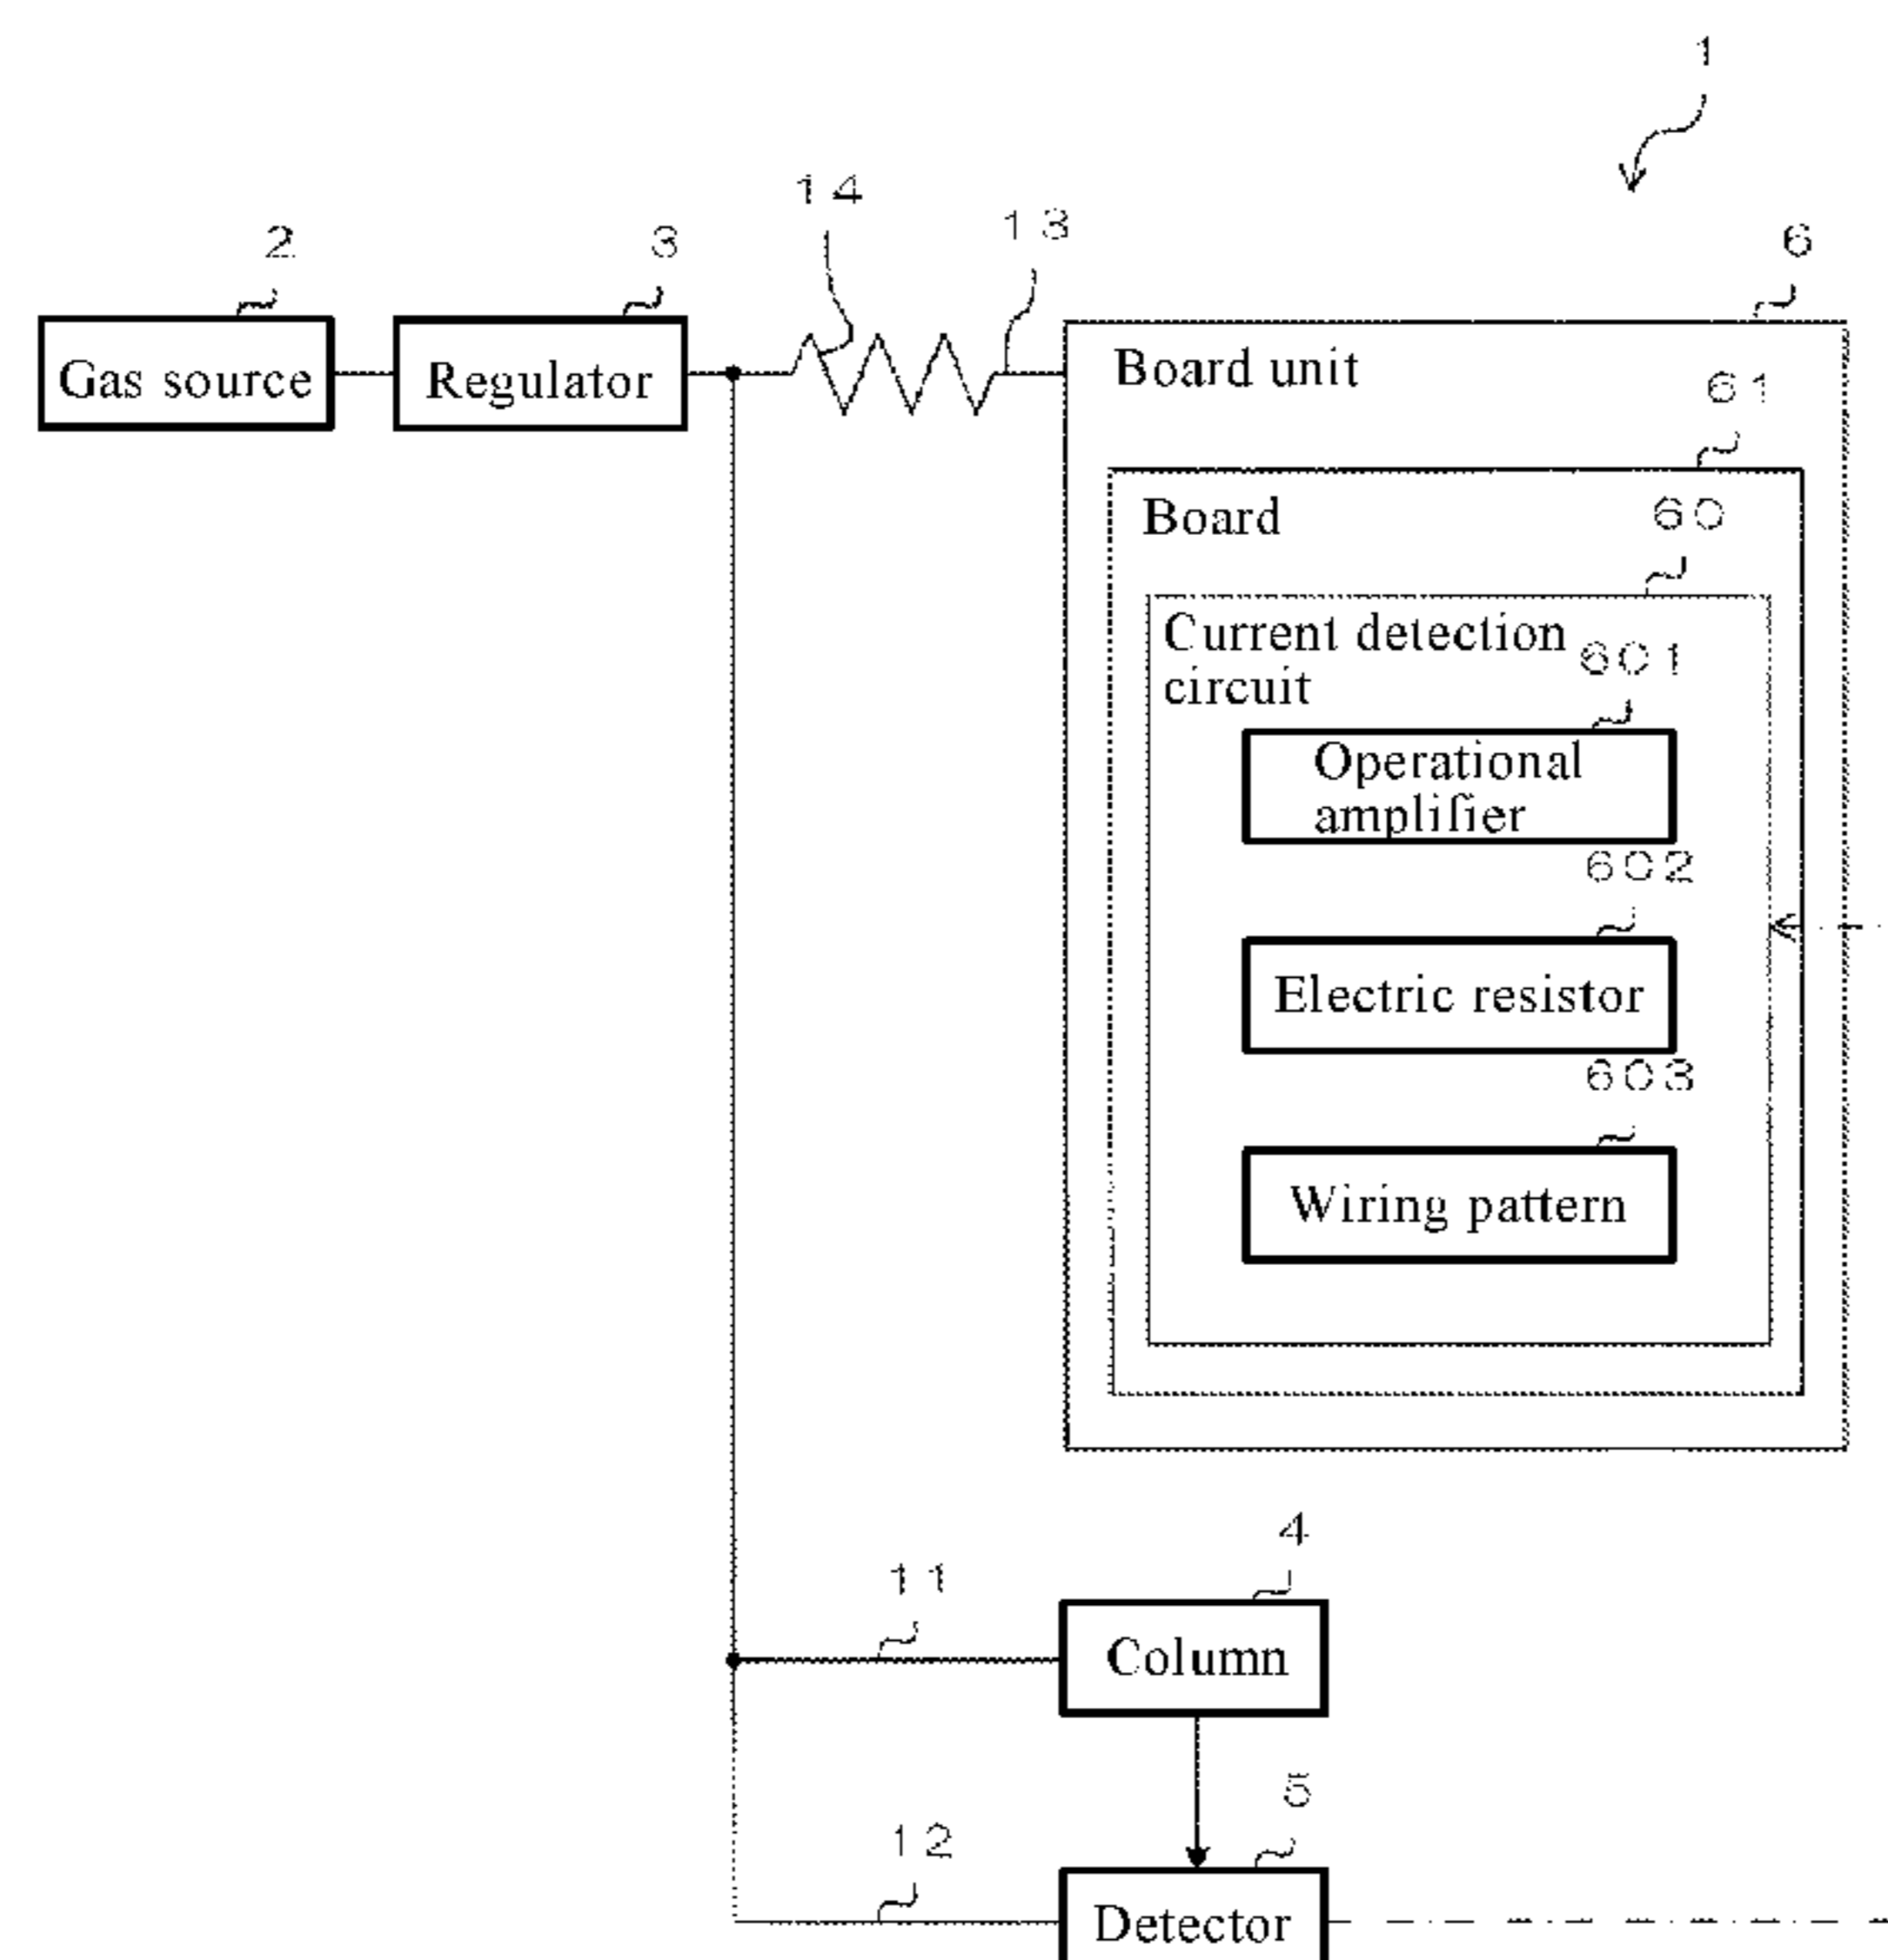 1
14
13
2
3
6
Gas source
Regulator
Board unit
61
Board
60
Current detection
circuit
601
Operational
amplifier
602
Electric resistor
603
Wiring pattern
4
11
Column
5
12
Detector